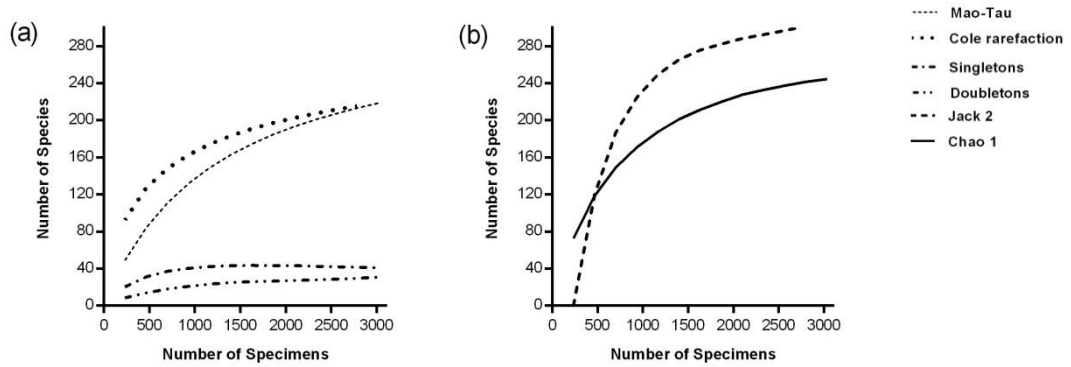 (a)
Number of Species
280
240
200
160
120
80
40
0
0 500 1000 1500 2000 2500 3000
Number of Specimens
(b)
Number of Species
280
240
200
160
120
80
40
0
0 500 1000 1500 2000 2500 3000
Number of Specimens
Mao-Tau
Cole rarefaction
Singletons
Doubletons
Jack 2
Chao 1